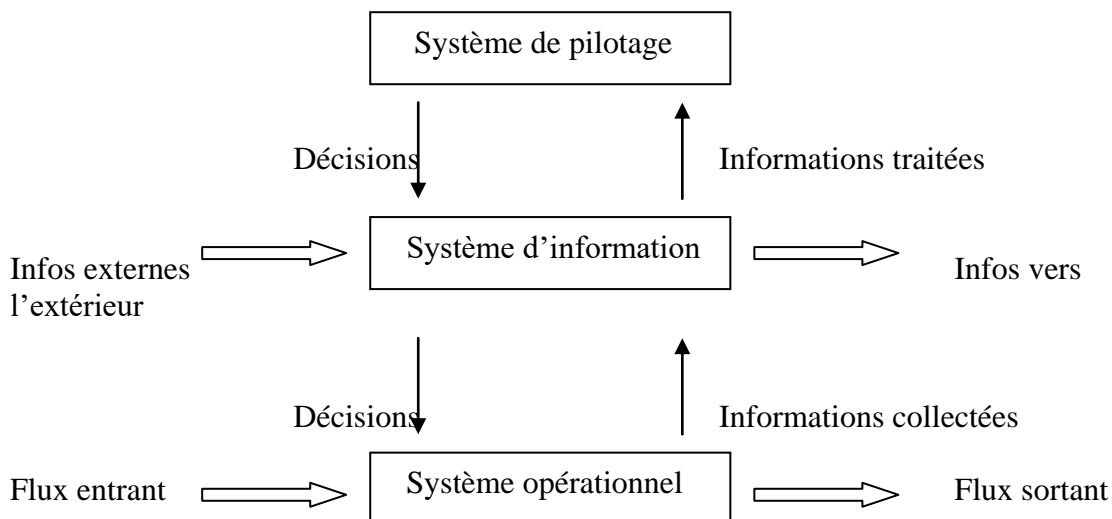 Système de pilotage
Décisions
Informations traitées
Système d’information
Infos externes
Infos vers
l’extérieur
Décisions
Informations collectées
Système opérationnel
Flux entrant
Flux sortant